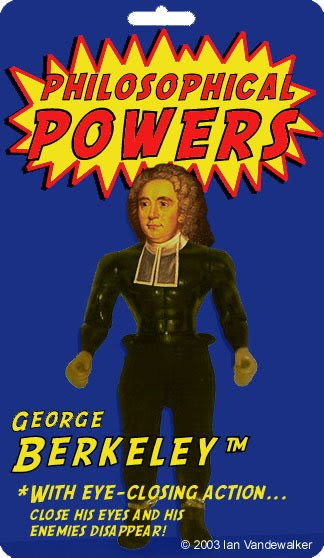 PHILOSOPHICAL
POWERS
GEORGE
BERKELEY™
*WITH EYE-CLOSING ACTION...
CLOSE HIS EYES AND HIS
ENEMIES DISAPPEAR!
© 2003 Ian Vandewalker